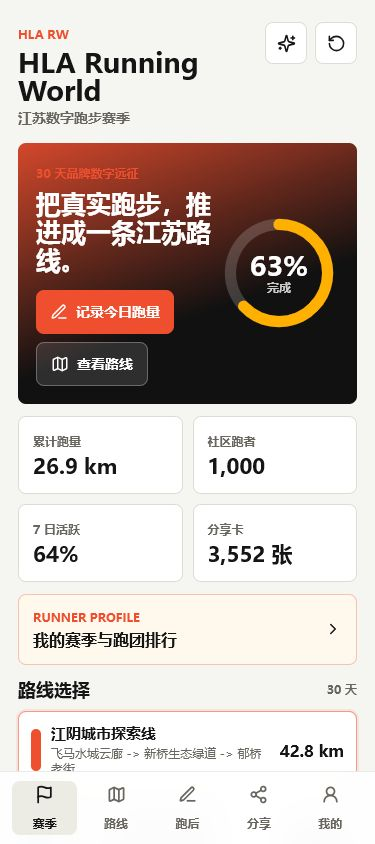 HLA RW
HLA Running
World
江苏数字跑步赛季
30 天品牌数字远征
把真实跑步，推
进成一条江苏路
线。
63%
完成
记录今日跑量
查看路线
累计跑量
26.9 km
社区跑者
1,000
7 日活跃
64%
分享卡
3,552 张
RUNNER PROFILE
我的赛季与跑团排行
路线选择
30 天
江阴城市探索线
飞马水城云廊 -> 新桥生态绿道 -> 郁桥
老街
42.8 km
赛季
路线
跑后
分享
我的